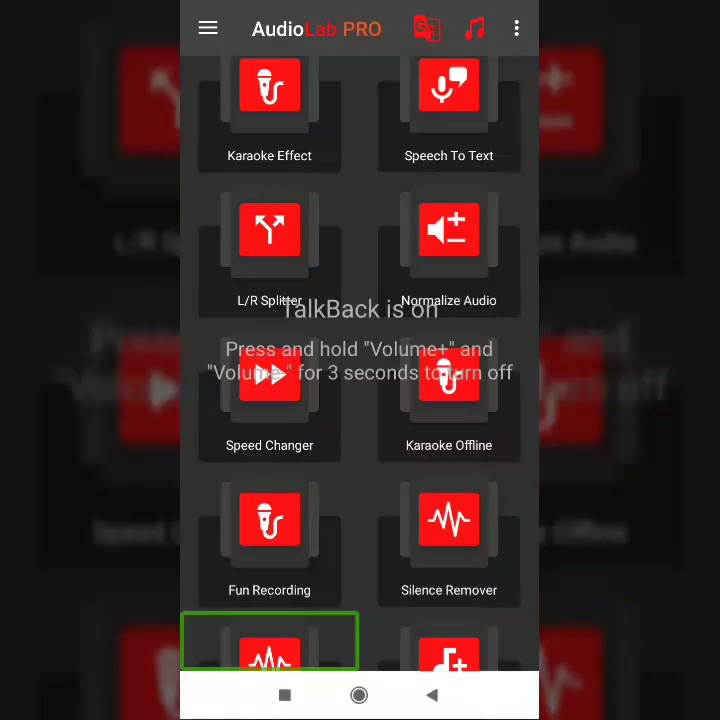 AudioLab PRO
Karaoke Effect
Speech To Text
L/R Splitter
Normalize Audio
TalkBack is on
Press and hold "Volume+" and
"Volume-" for 3 seconds to turn off
Speed Changer
Karaoke Offline
Fun Recording
Silence Remover